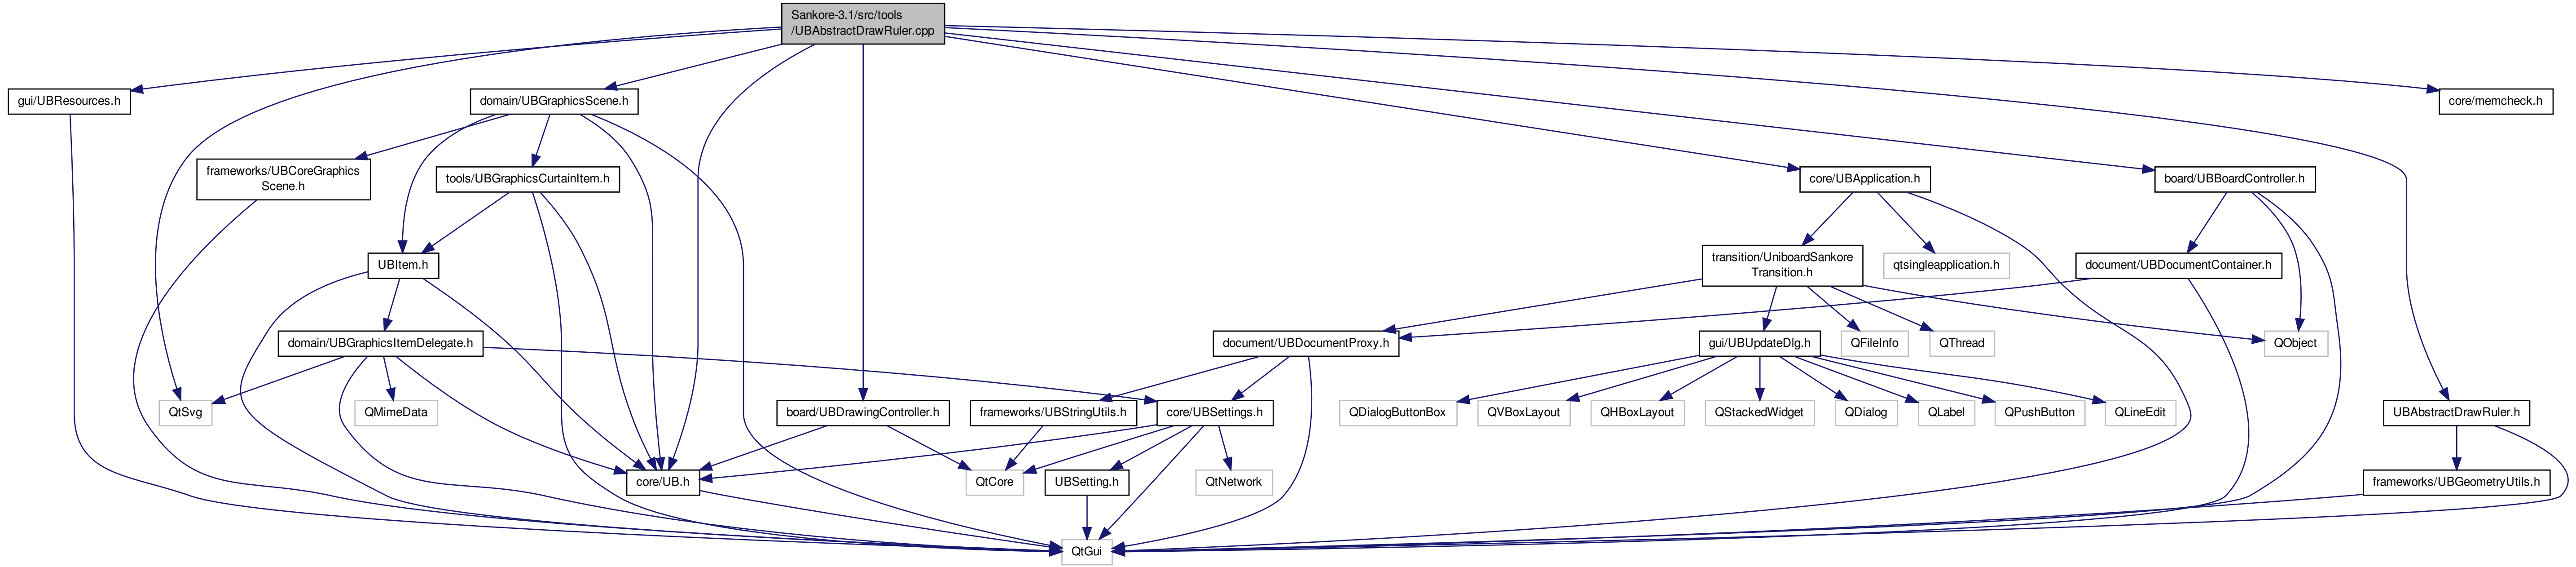 Sankore-3.1/src/tools
/UBAbstractDrawRuler.cpp
gui/UBResources.h
domain/UBGraphicsScene.h
core/memcheck.h
frameworks/UBCoreGraphics
Scene.h
tools/UBGraphicsCurtainItem.h
core/UBApplication.h
board/UBBoardController.h
UBItem.h
transition/UniboardSankore
Transition.h
qtsingleapplication.h
document/UBDocumentContainer.h
domain/UBGraphicsItemDelegate.h
document/UBDocumentProxy.h
gui/UBUpdateDlg.h
QFileInfo
QThread
QObject
QtSvg
QMimeData
board/UBDrawingController.h
frameworks/UBStringUtils.h
core/UBSettings.h
QDialogButtonBox
QVBoxLayout
QHBoxLayout
QStackedWidget
QDialog
QLabel
QPushButton
QLineEdit
UBAbstractDrawRuler.h
core/UB.h
QtCore
UBSetting.h
QtNetwork
frameworks/UBGeometryUtils.h
QtGui